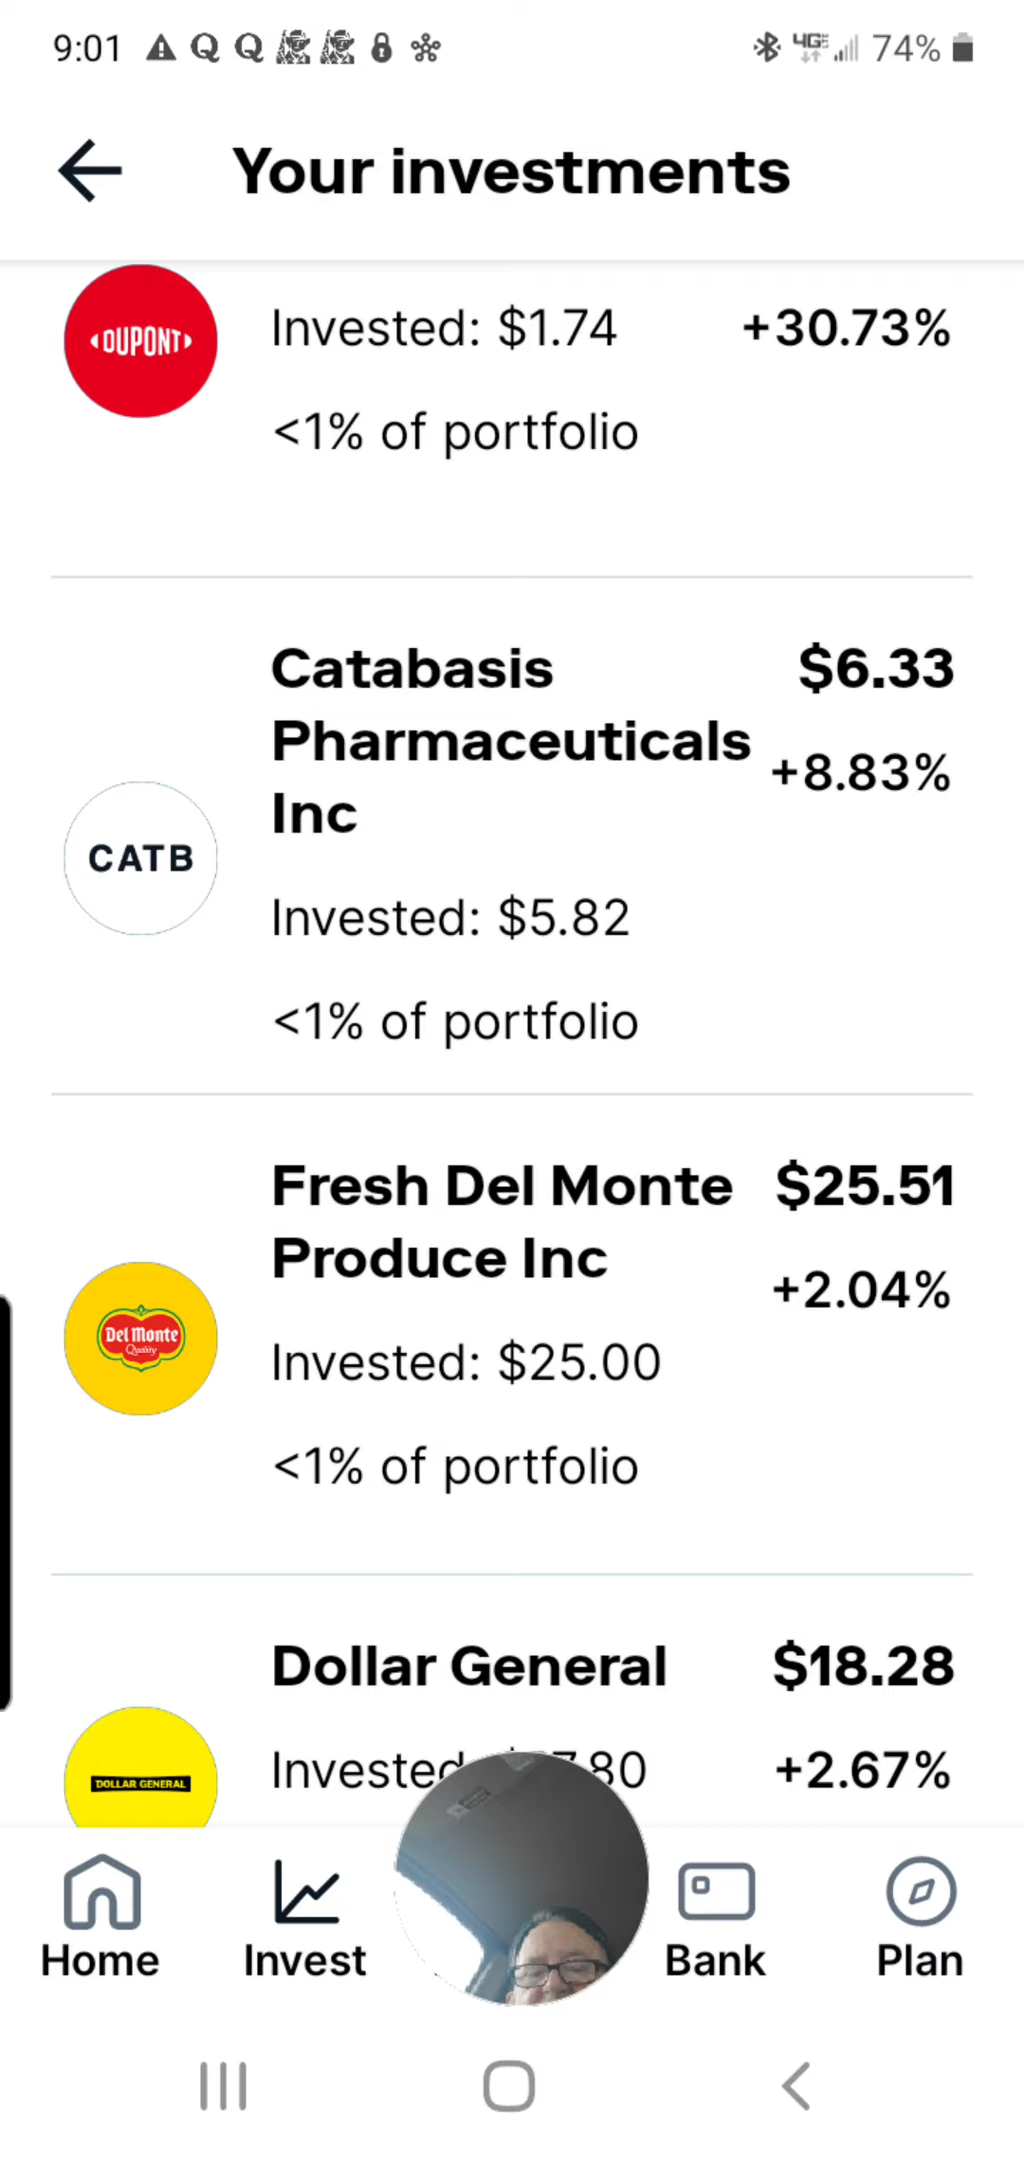 9:01 Q Q 4GE 74%
Your investments
DUPONT
Invested: $1.74 +30.73%
<1% of portfolio
Catabasis $6.33
Pharmaceuticals +8.83%
Inc
CATB
Invested: $5.82
<1% of portfolio
Fresh Del Monte $25.51
Produce Inc +2.04%
Del Monte
Quality
Invested: $25.00
<1% of portfolio
Dollar General $18.28
DOLLAR GENERAL
Invested 7.80 +2.67%
Home Invest Bank Plan